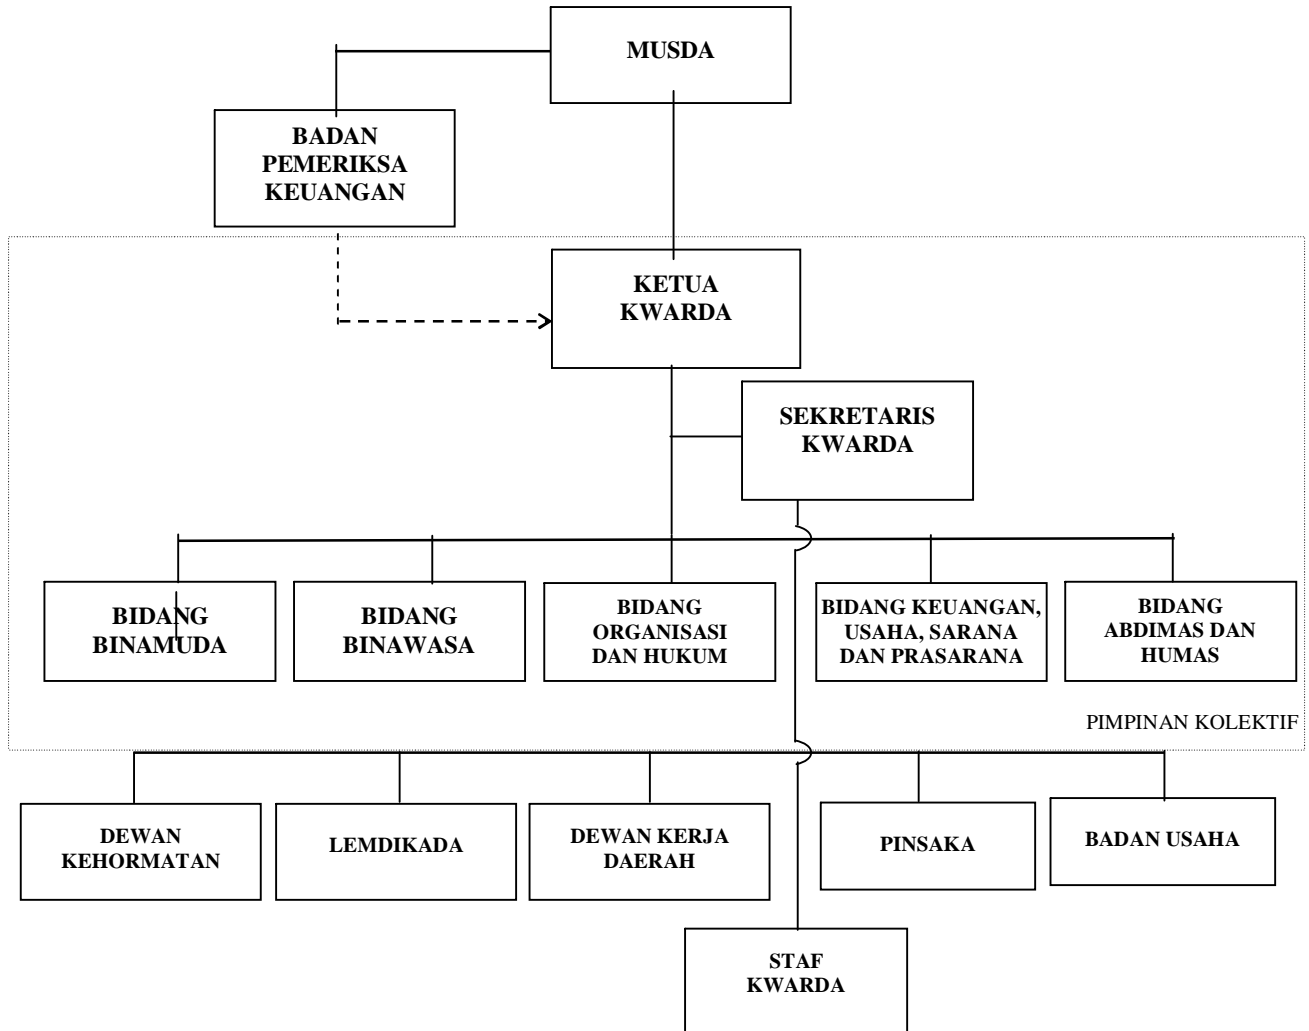 MUSDA
BADAN
PEMERIKSA
KEUANGAN
KETUA
KWARDA
SEKRETARIS
KWARDA
BIDANG
BINAMUDA
BIDANG
BINAWASA
BIDANG
ORGANISASI
DAN HUKUM
BIDANG KEUANGAN,
USAHA, SARANA
DAN PRASARANA
BIDANG
ABDIMAS DAN
HUMAS
PIMPINAN KOLEKTIF
DEWAN
KEHORMATAN
LEMDIKADA
DEWAN KERJA
DAERAH
PINSAKA
BADAN USAHA
STAF
KWARDA